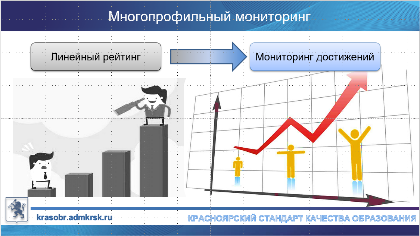 Многопрофильный мониторинг
Линейный рейтинг
Мониторинг достижений
krasobr.admkrsk.ru
КРАСНОЯРСКИЙ СТАНДАРТ КАЧЕСТВА ОБРАЗОВАНИЯ